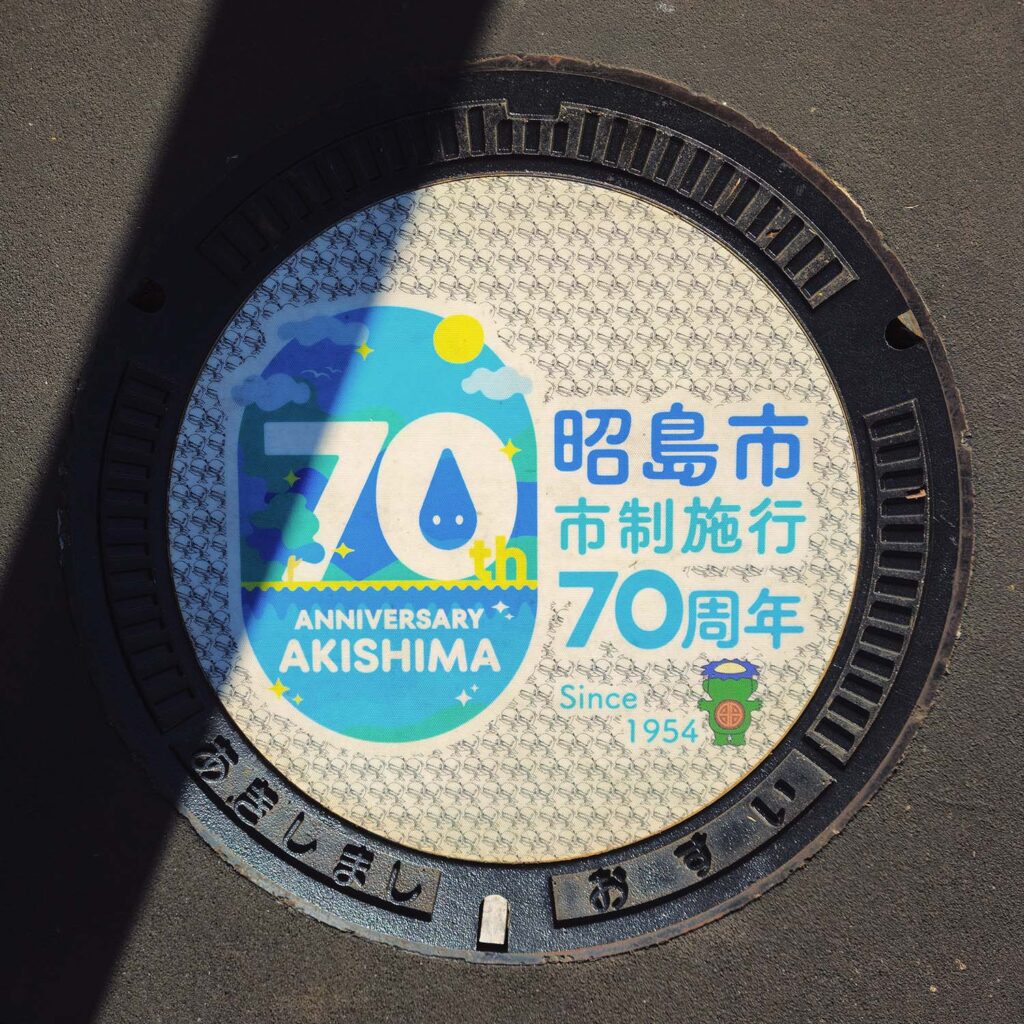 70th
ANNIVERSARY
AKISHIMA
昭島市
市制施行
70周年
Since
1954
あきしまし
おすい